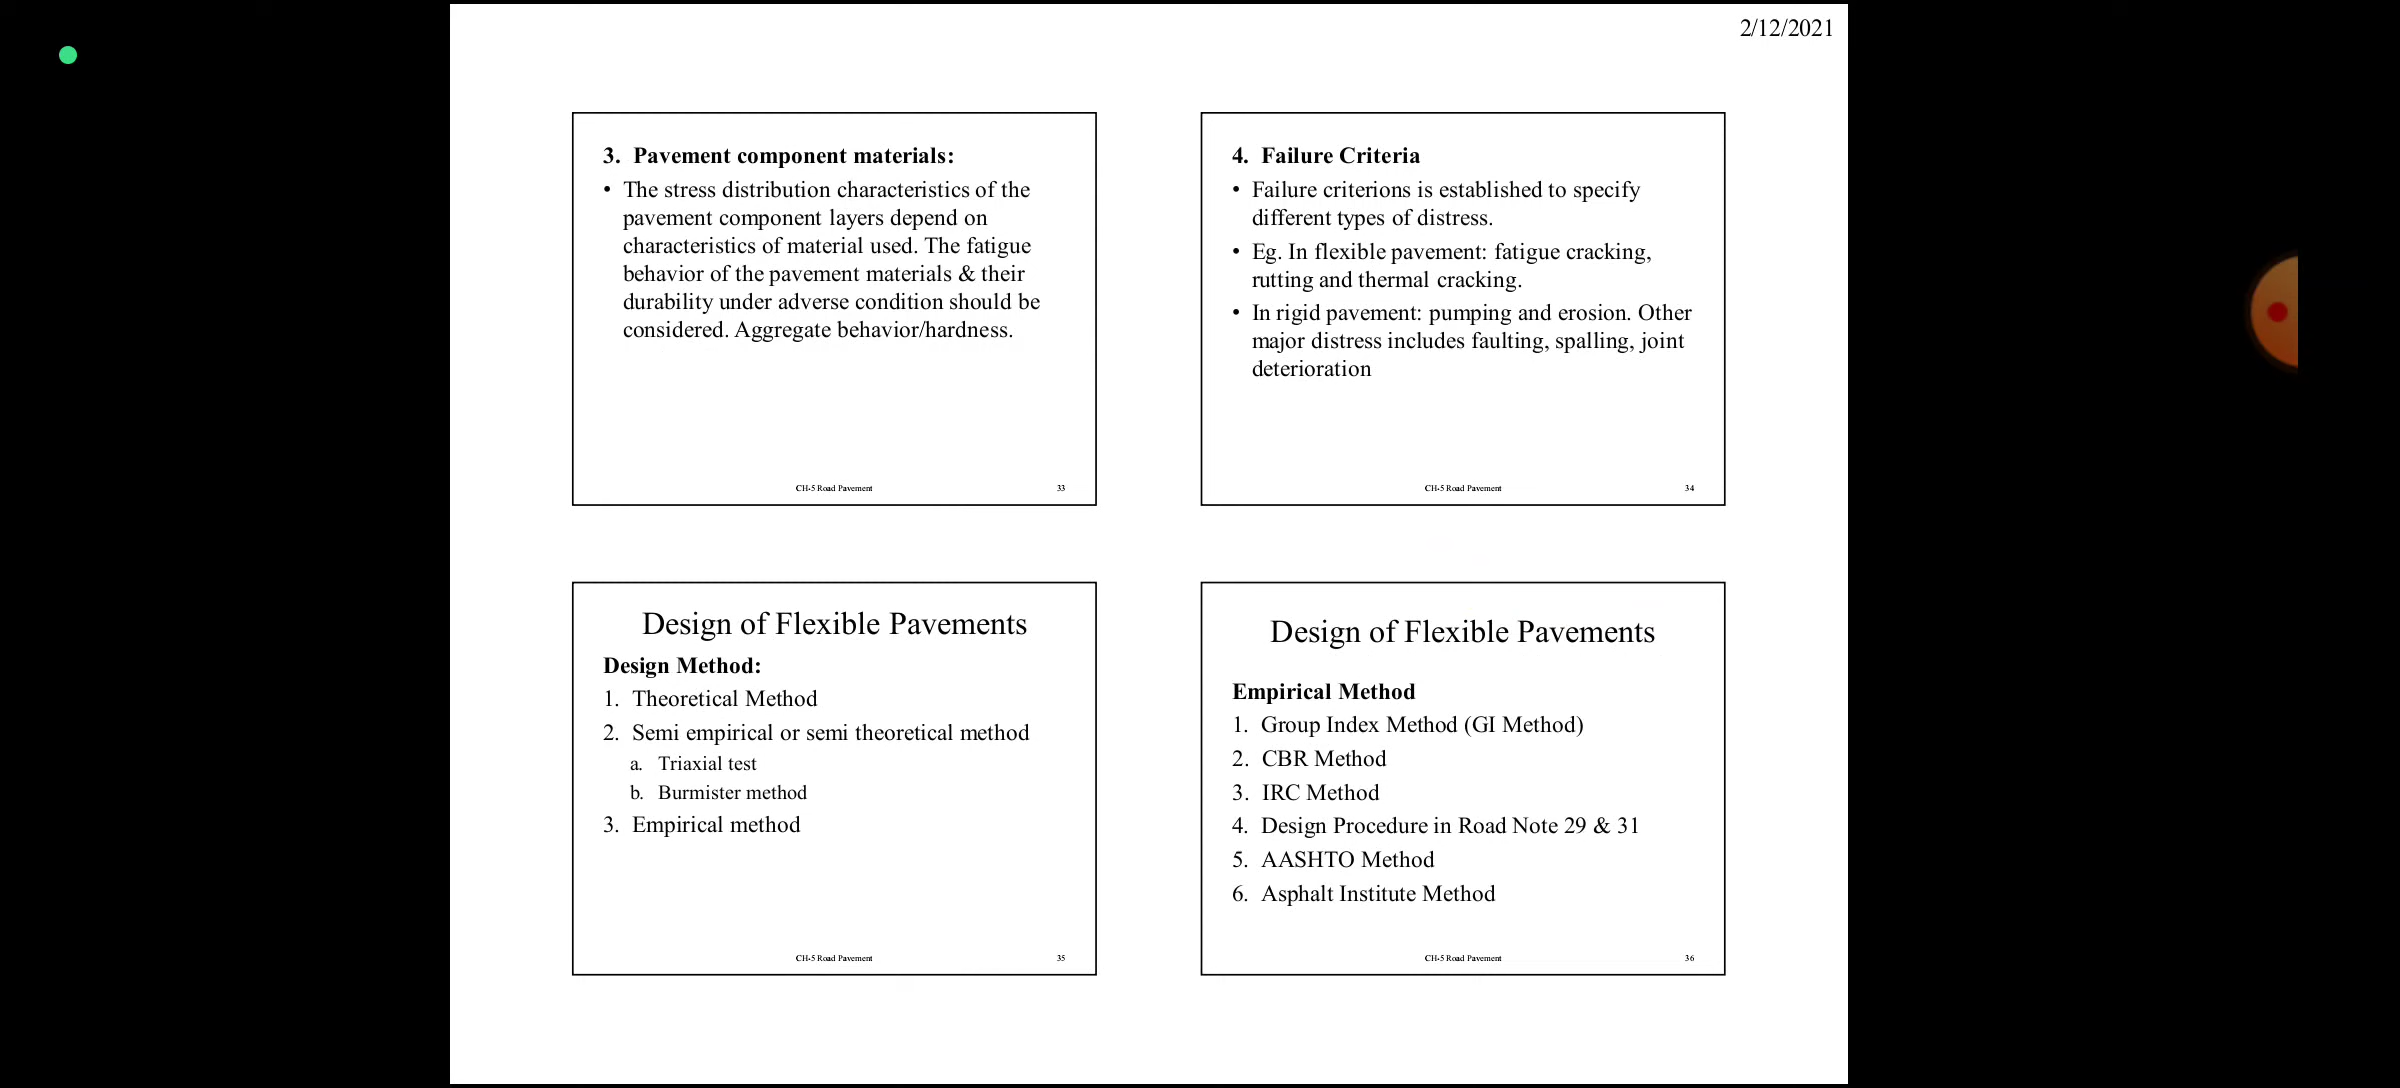 2/12/2021
3. Pavement component materials:
• The stress distribution characteristics of the
pavement component layers depend on
characteristics of material used. The fatigue
behavior of the pavement materials & their
durability under adverse condition should be
considered. Aggregate behavior/hardness.
CH-5 Road Pavement 33
4. Failure Criteria
• Failure criterions is established to specify
different types of distress.
• Eg. In flexible pavement: fatigue cracking,
rutting and thermal cracking.
• In rigid pavement: pumping and erosion. Other
major distress includes faulting, spalling, joint
deterioration
CH-5 Road Pavement 34
Design of Flexible Pavements
Design Method:
1. Theoretical Method
2. Semi empirical or semi theoretical method
a. Triaxial test
b. Burmister method
3. Empirical method
CH-5 Road Pavement 35
Design of Flexible Pavements
Empirical Method
1. Group Index Method (GI Method)
2. CBR Method
3. IRC Method
4. Design Procedure in Road Note 29 & 31
5. AASHTO Method
6. Asphalt Institute Method
CH-5 Road Pavement 36